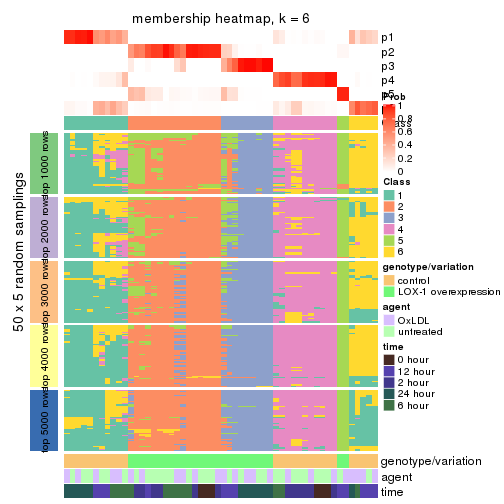 membership heatmap, k = 6
p1
p2
p3
p4
Prob
1
0.8
0.6
0.4
0.2
0
Class
1
2
3
4
5
6
genotype/variation
control
LOX-1 overexpression
agent
OxLDL
untreated
time
0 hour
12 hour
2 hour
24 hour
6 hour
50 x 5 random samplings
top 1000 rows
top 2000 rows
top 3000 rows
top 4000 rows
top 5000 rows
genotype/variation
agent
time